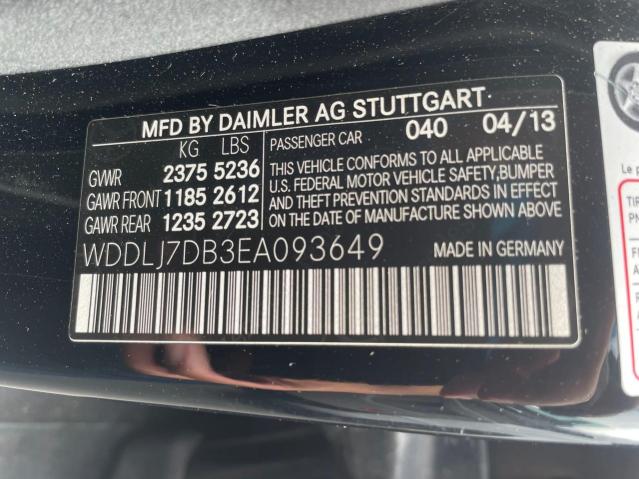 MFD BY DAIMLER AG STUTTGART
KG LBS
GVWR 2375 5236
GAWR FRONT 1185 2612
GAWR REAR 1235 2723
PASSENGER CAR 040 04/13
THIS VEHICLE CONFORMS TO ALL APPLICABLE
U.S. FEDERAL MOTOR VEHICLE SAFETY,BUMPER
AND THEFT PREVENTION STANDARDS IN EFFECT
ON THE DATE OF MANUFACTURE SHOWN ABOVE
WDDLJ7DB3EA093649 MADE IN GERMANY